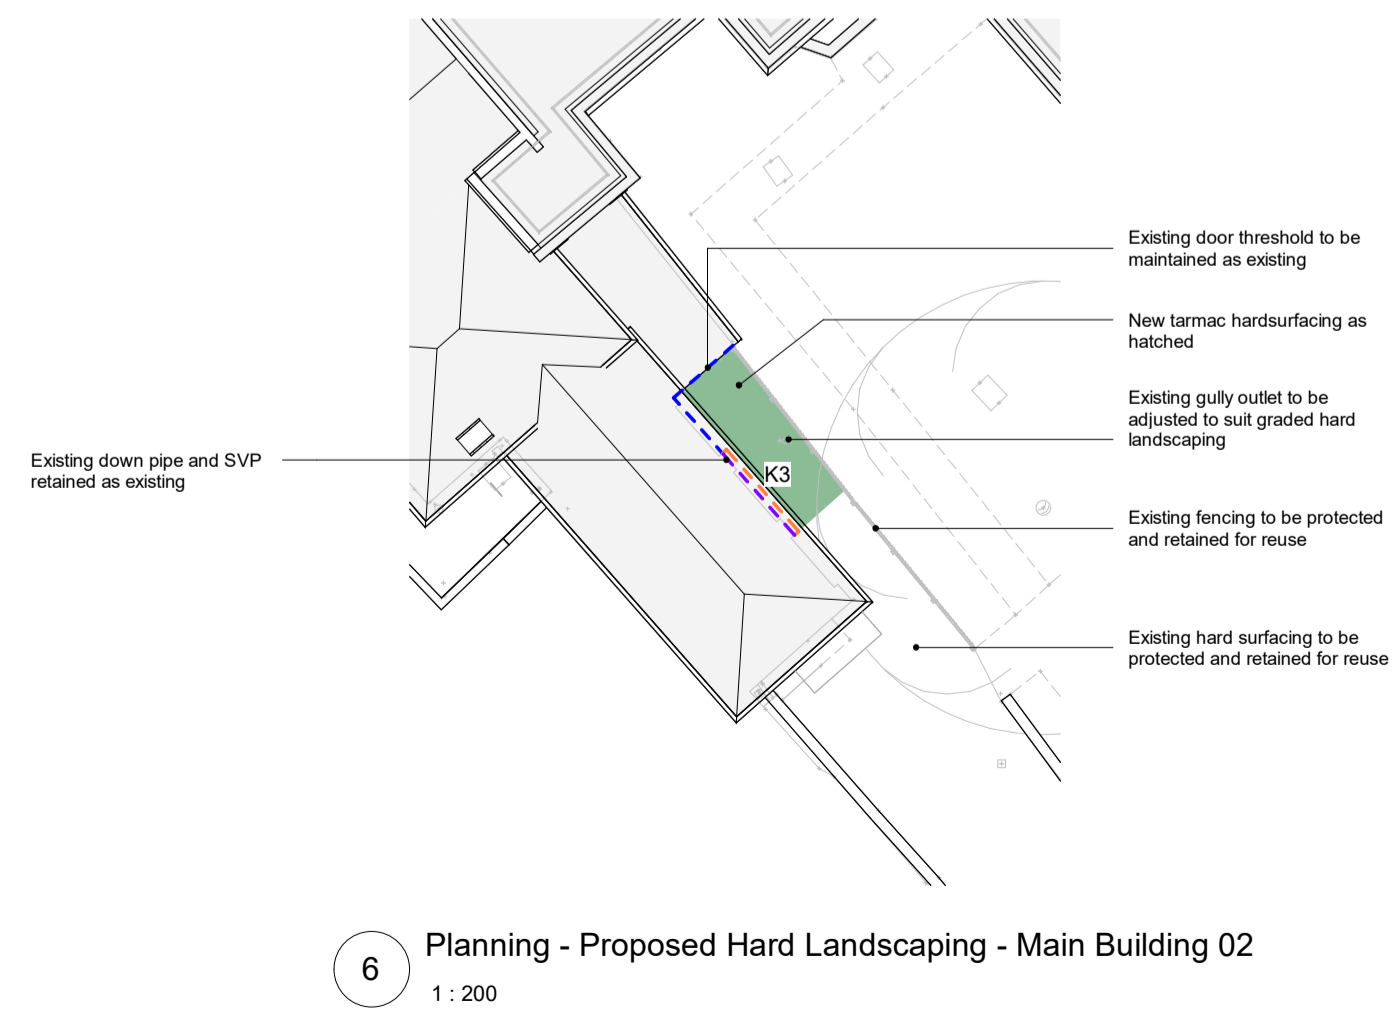 Existing door threshold to be
maintained as existing
New tarmac hardsurfacing as
hatched
Existing gully outlet to be
adjusted to suit graded hard
landscaping
Existing down pipe and SVP
retained as existing
K3
Existing fencing to be protected
and retained for reuse
Existing hard surfacing to be
protected and retained for reuse
6
Planning - Proposed Hard Landscaping - Main Building 02
1 : 200